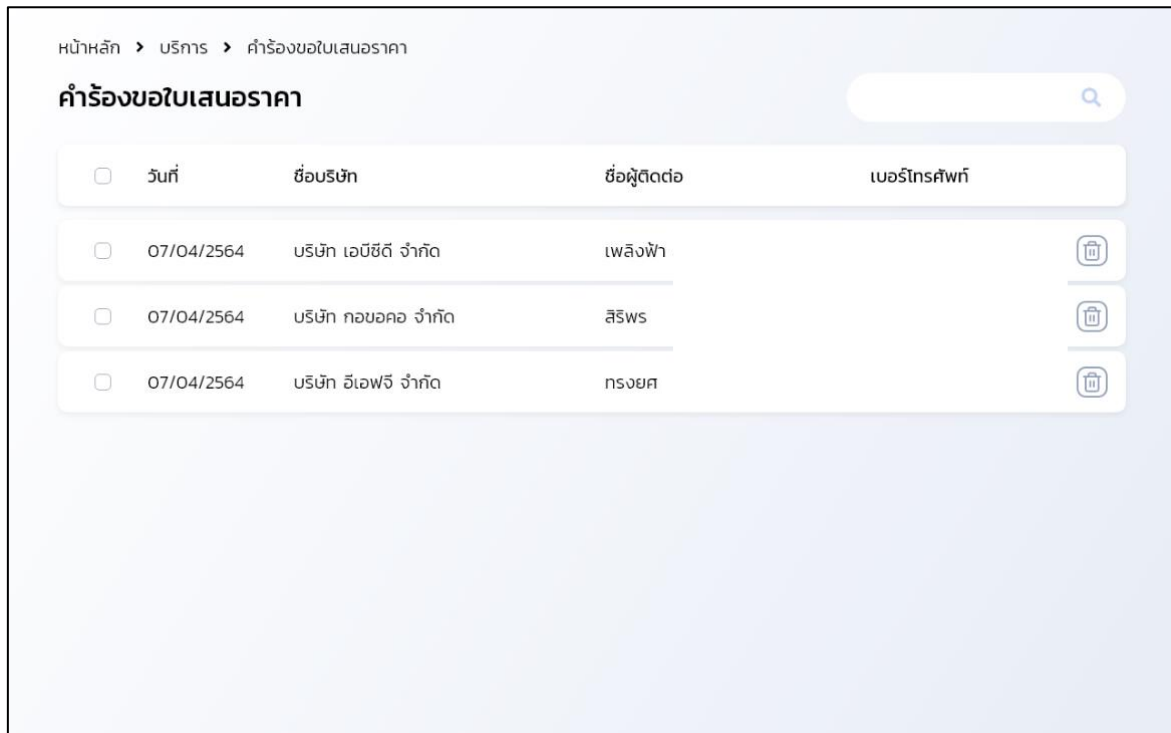 หน้าหลัก > บริการ > คำร้องขอใบเสนอราคา
คำร้องขอใบเสนอราคา
วันที่ ชื่อบริษัท ชื่อผู้ติดต่อ เบอร์โทรศัพท์
07/04/2564 บริษัท เอบีซีดี จำกัด เพลิงฟ้า
07/04/2564 บริษัท กอขอคอ จำกัด สิริพร
07/04/2564 บริษัท อีเอฟจี จำกัด ทรงยศ